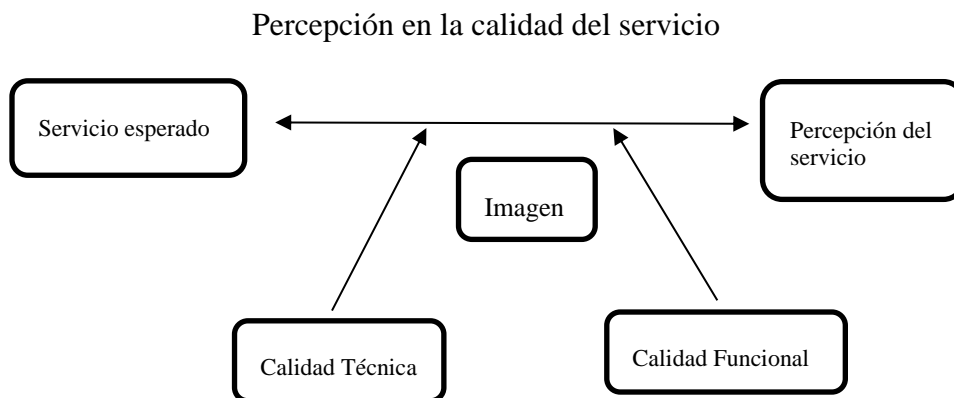 Percepción en la calidad del servicio
Servicio esperado
Percepción del
servicio
Imagen
Calidad Técnica
Calidad Funcional